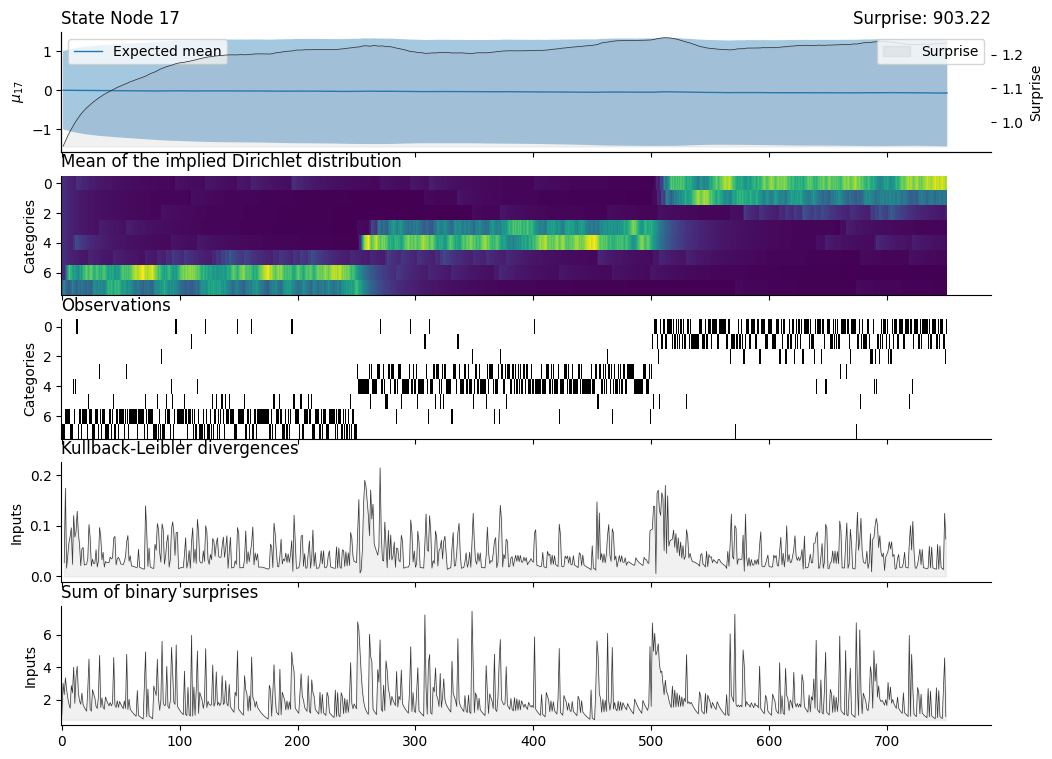 State Node 17 Surprise: 903.22
Expected mean Surprise
1
0
−1
μ17
1.2
1.1
1.0
Surprise
Mean of the implied Dirichlet distribution
0
2
4
6
Categories
Observations
0
2
4
6
Categories
Kullback-Leibler divergences
0.2
0.1
0.0
Inputs
Sum of binary surprises
6
4
2
Inputs
0 100 200 300 400 500 600 700